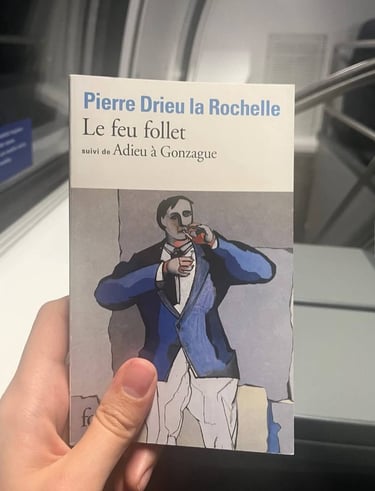 Pierre Drieu la Rochelle
Le feu follet
suivi de Adieu à Gonzague